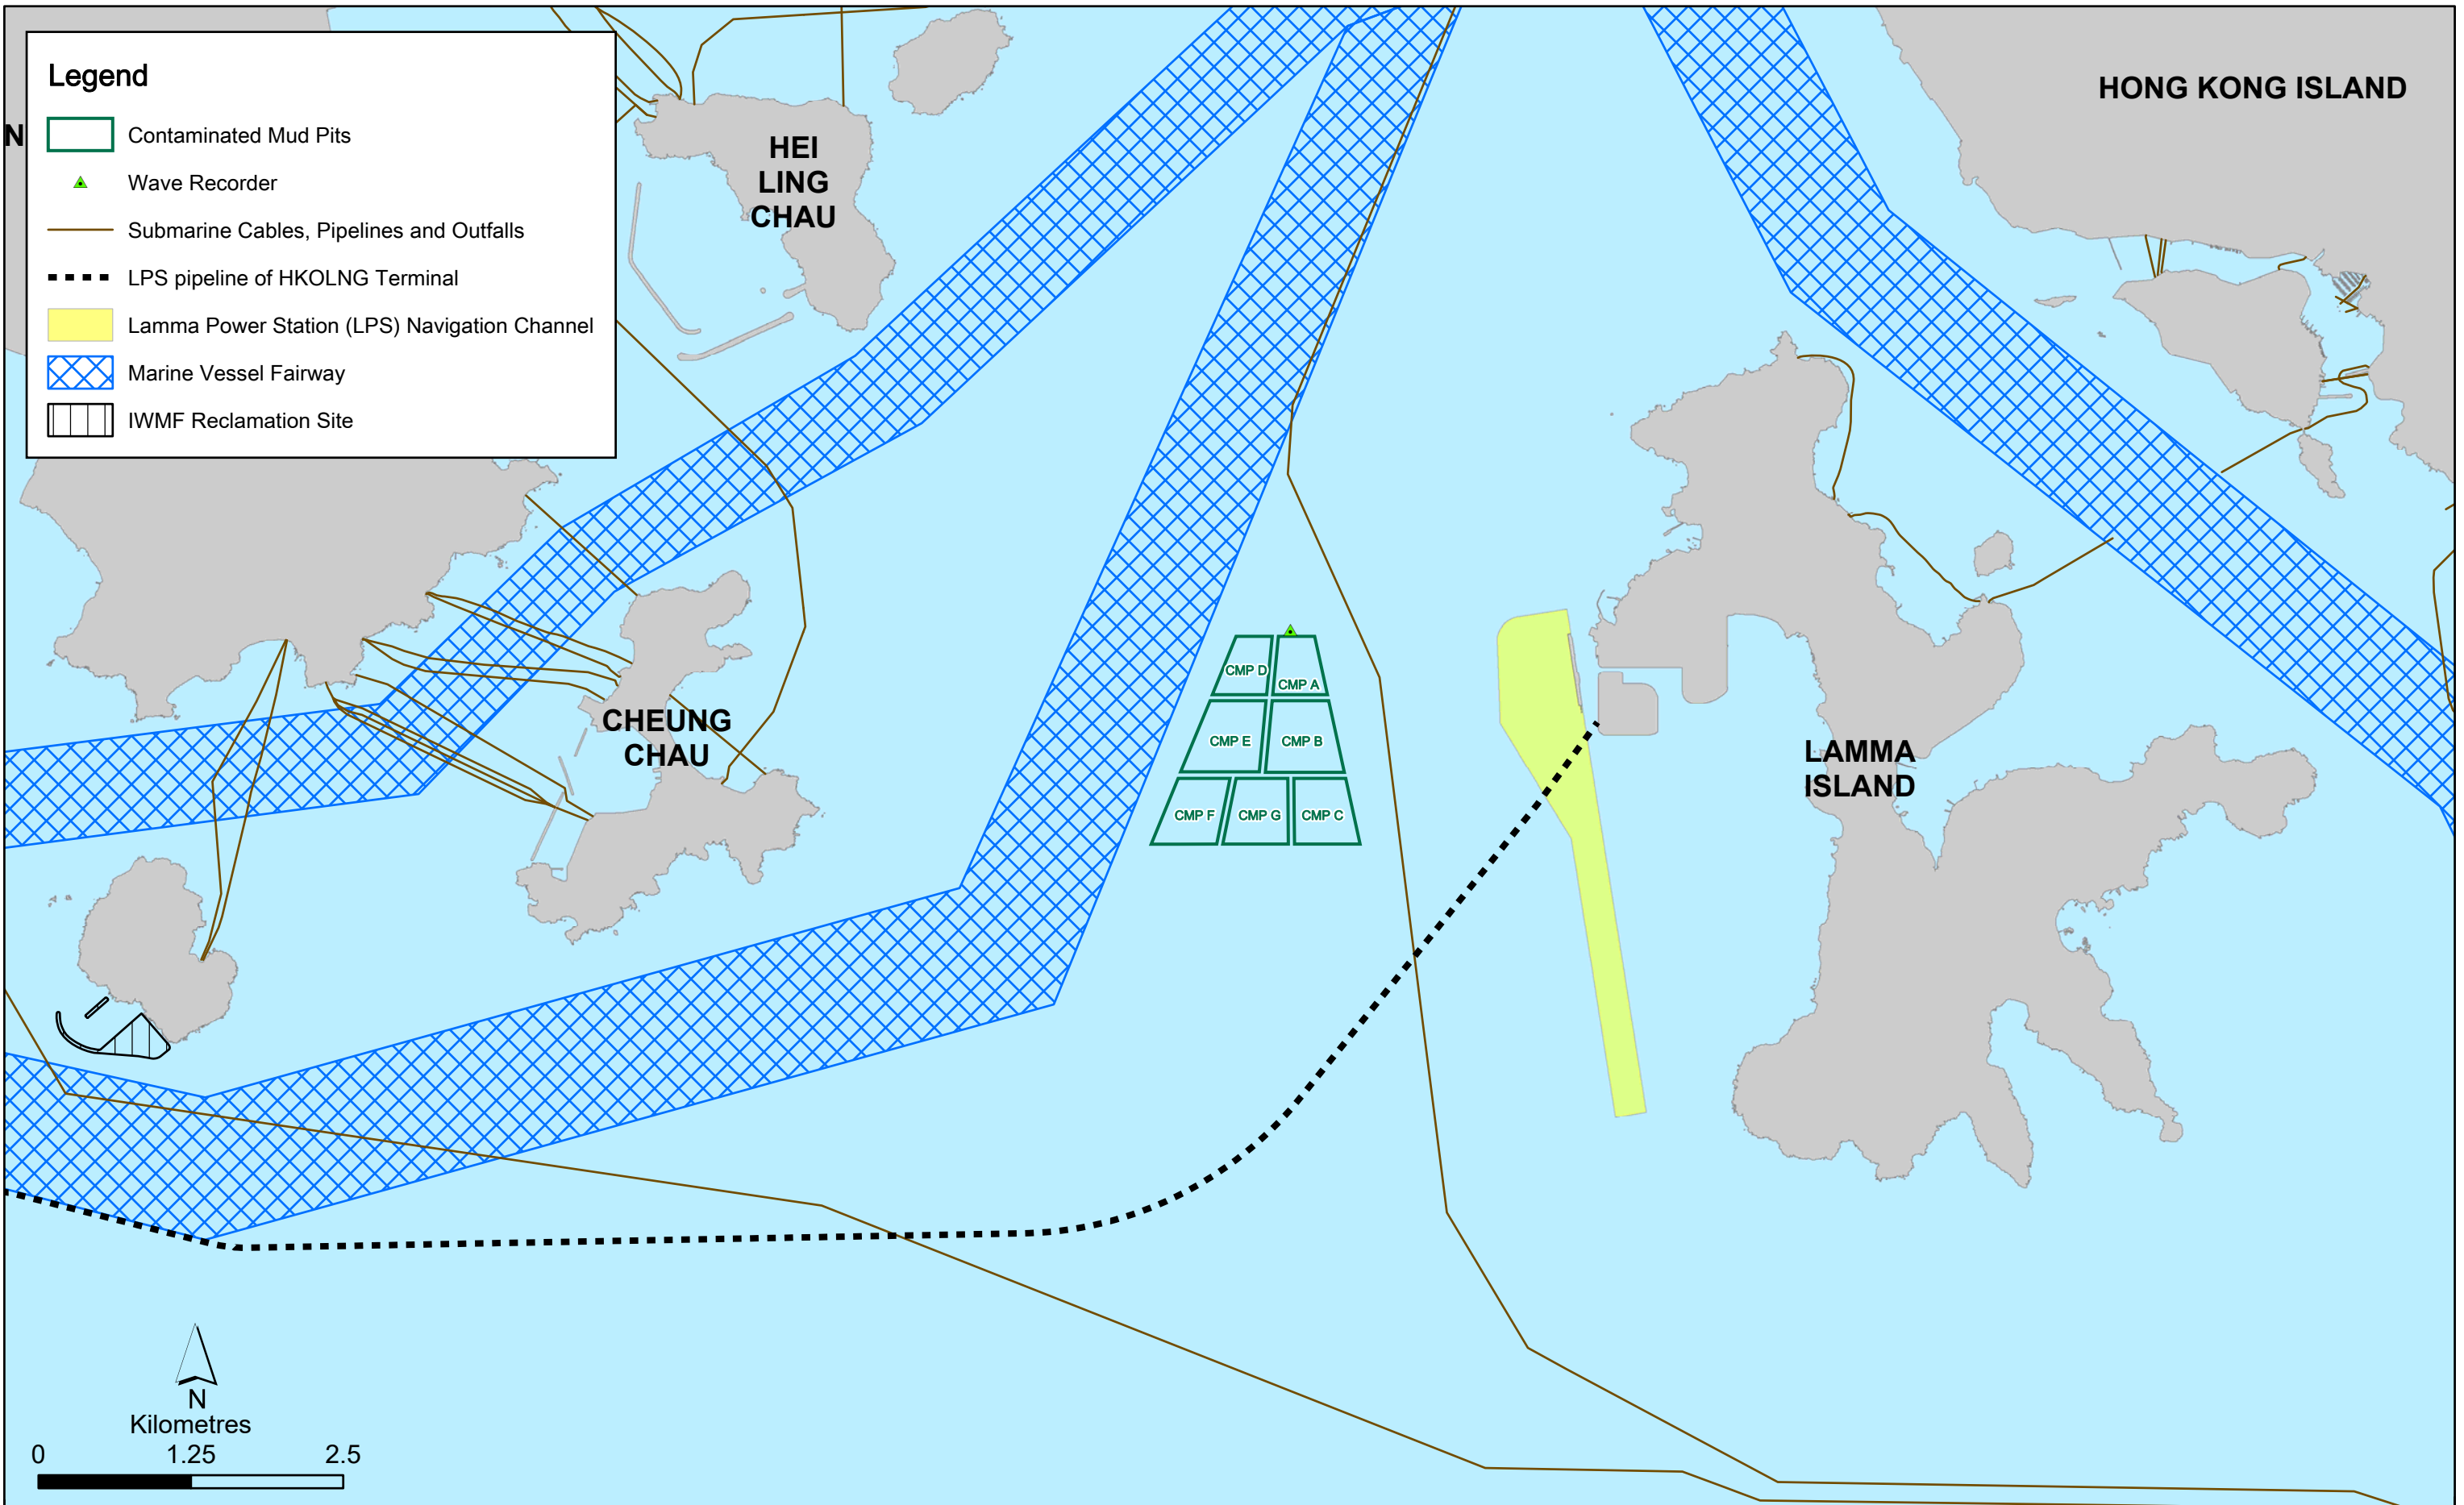 Legend
Contaminated Mud Pits
Wave Recorder
Submarine Cables, Pipelines and Outfalls
LPS pipeline of HKOLNG Terminal
Lamma Power Station (LPS) Navigation Channel
Marine Vessel Fairway
IWMF Reclamation Site
N
HEI
LING
CHAU
HONG KONG ISLAND
CHEUNG
CHAU
LAMMA
ISLAND
CMP D
CMP A
CMP E
CMP B
CMP F
CMP G
CMP C
N
Kilometres
0 1.25 2.5